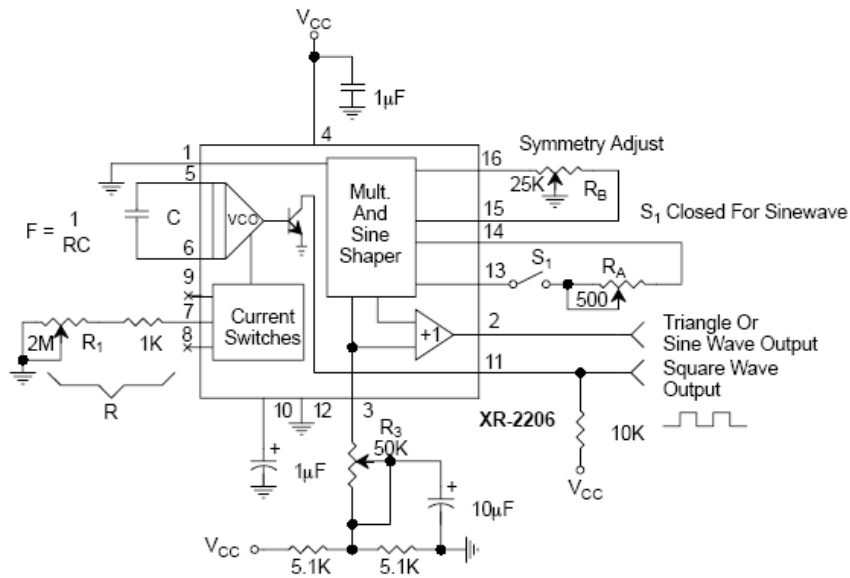 VCC
1µF
4
1
16
Symmetry Adjust
5
25K
RB
Mult.
And
Sine
Shaper
VCO
C
F = 1
RC
15
S1 Closed For Sinewave
14
6
S1
13
RA
500
9
Current
Switches
7
8
2M
R1
1K
R
+1
2
Triangle Or
Sine Wave Output
11
Square Wave
Output
10
12
3
XR-2206
10K
VCC
R3
50K
+
1µF
+
10µF
VCC
5.1K
5.1K